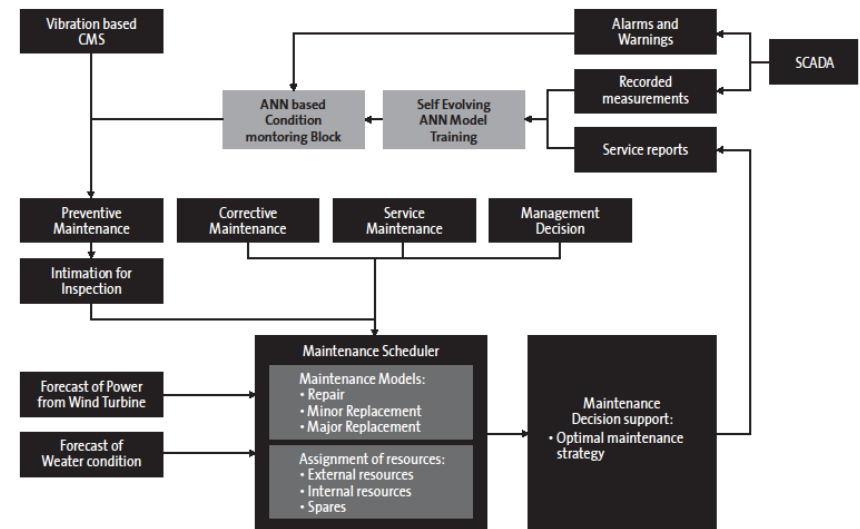 Vibration based
CMS
Alarms and
Warnings
SCADA
Recorded
measurements
ANN based
Condition
montoring Block
Self Evolving
ANN Model
Training
Service reports
Preventive
Maintenance
Corrective
Maintenance
Service
Maintenance
Management
Decision
Intimation for
Inspection
Maintenance Scheduler
Maintenance Models:
• Repair
• Minor Replacement
• Major Replacement
Forecast of Power
from Wind Turbine
Maintenance
Decision support:
• Optimal maintenance
strategy
Forecast of
Weater condition
Assignment of resources:
• External resources
• Internal resources
• Spares